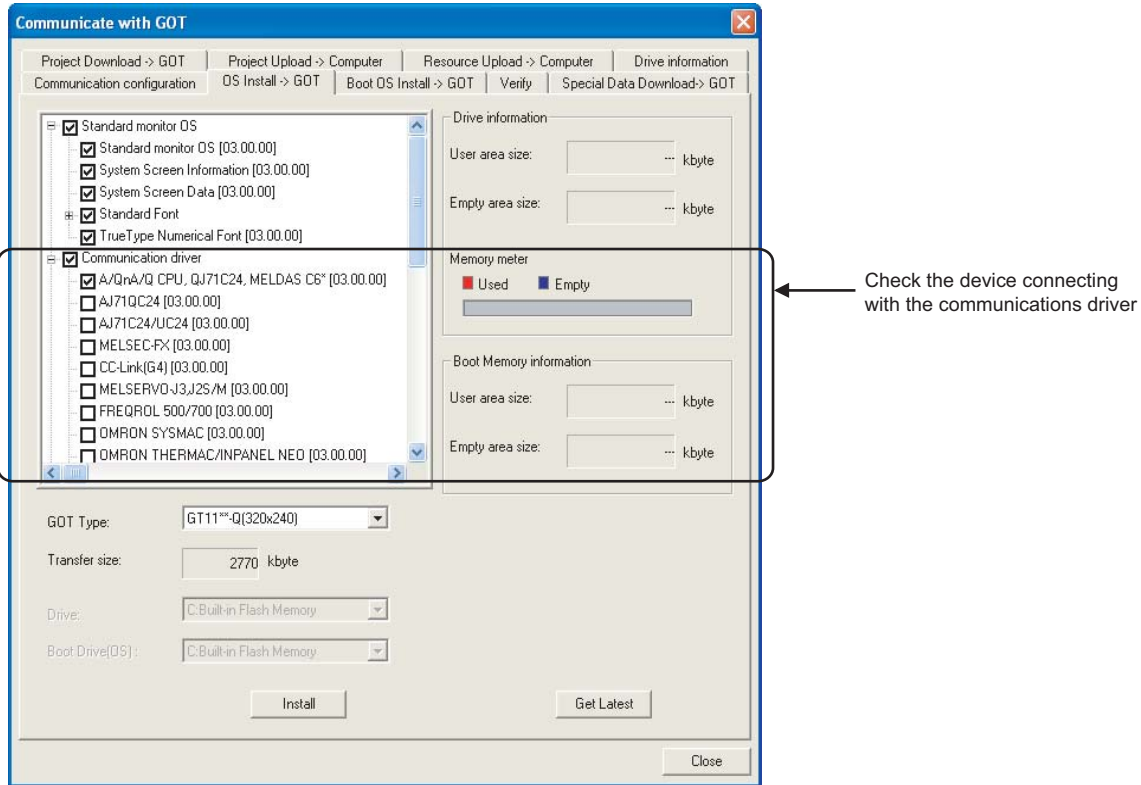 Communicate with GOT
Project Download -> GOT
Project Upload -> Computer
Resource Upload -> Computer
Drive information
Communication configuration
OS Install -> GOT
Boot OS Install -> GOT
Verify
Special Data Download-> GOT
Standard monitor OS
Standard monitor OS [03.00.00]
System Screen Information [03.00.00]
System Screen Data [03.00.00]
Standard Font
TrueType Numerical Font [03.00.00]
Communication driver
A/QnA/Q CPU, QJ71C24, MELDAS C6* [03.00.00]
AJ71QC24 [03.00.00]
AJ71C24/UC24 [03.00.00]
MELSEC-FX [03.00.00]
CC-Link(G4) [03.00.00]
MELSERVO-J3,J2S/M [03.00.00]
FREQROL 500/700 [03.00.00]
OMRON SYSMAC [03.00.00]
OMRON THERMAC/INPANEL NEO [03.00.00]
Drive information
User area size: --- kbyte
Empty area size: --- kbyte
Memory meter
Used Empty
Boot Memory information
User area size: --- kbyte
Empty area size: --- kbyte
Check the device connecting
with the communications driver
GOT Type: GT11**-Q(320x240)
Transfer size: 2770 kbyte
Drive: C:Built-in Flash Memory
Boot Drive(OS) : C:Built-in Flash Memory
Install
Get Latest
Close